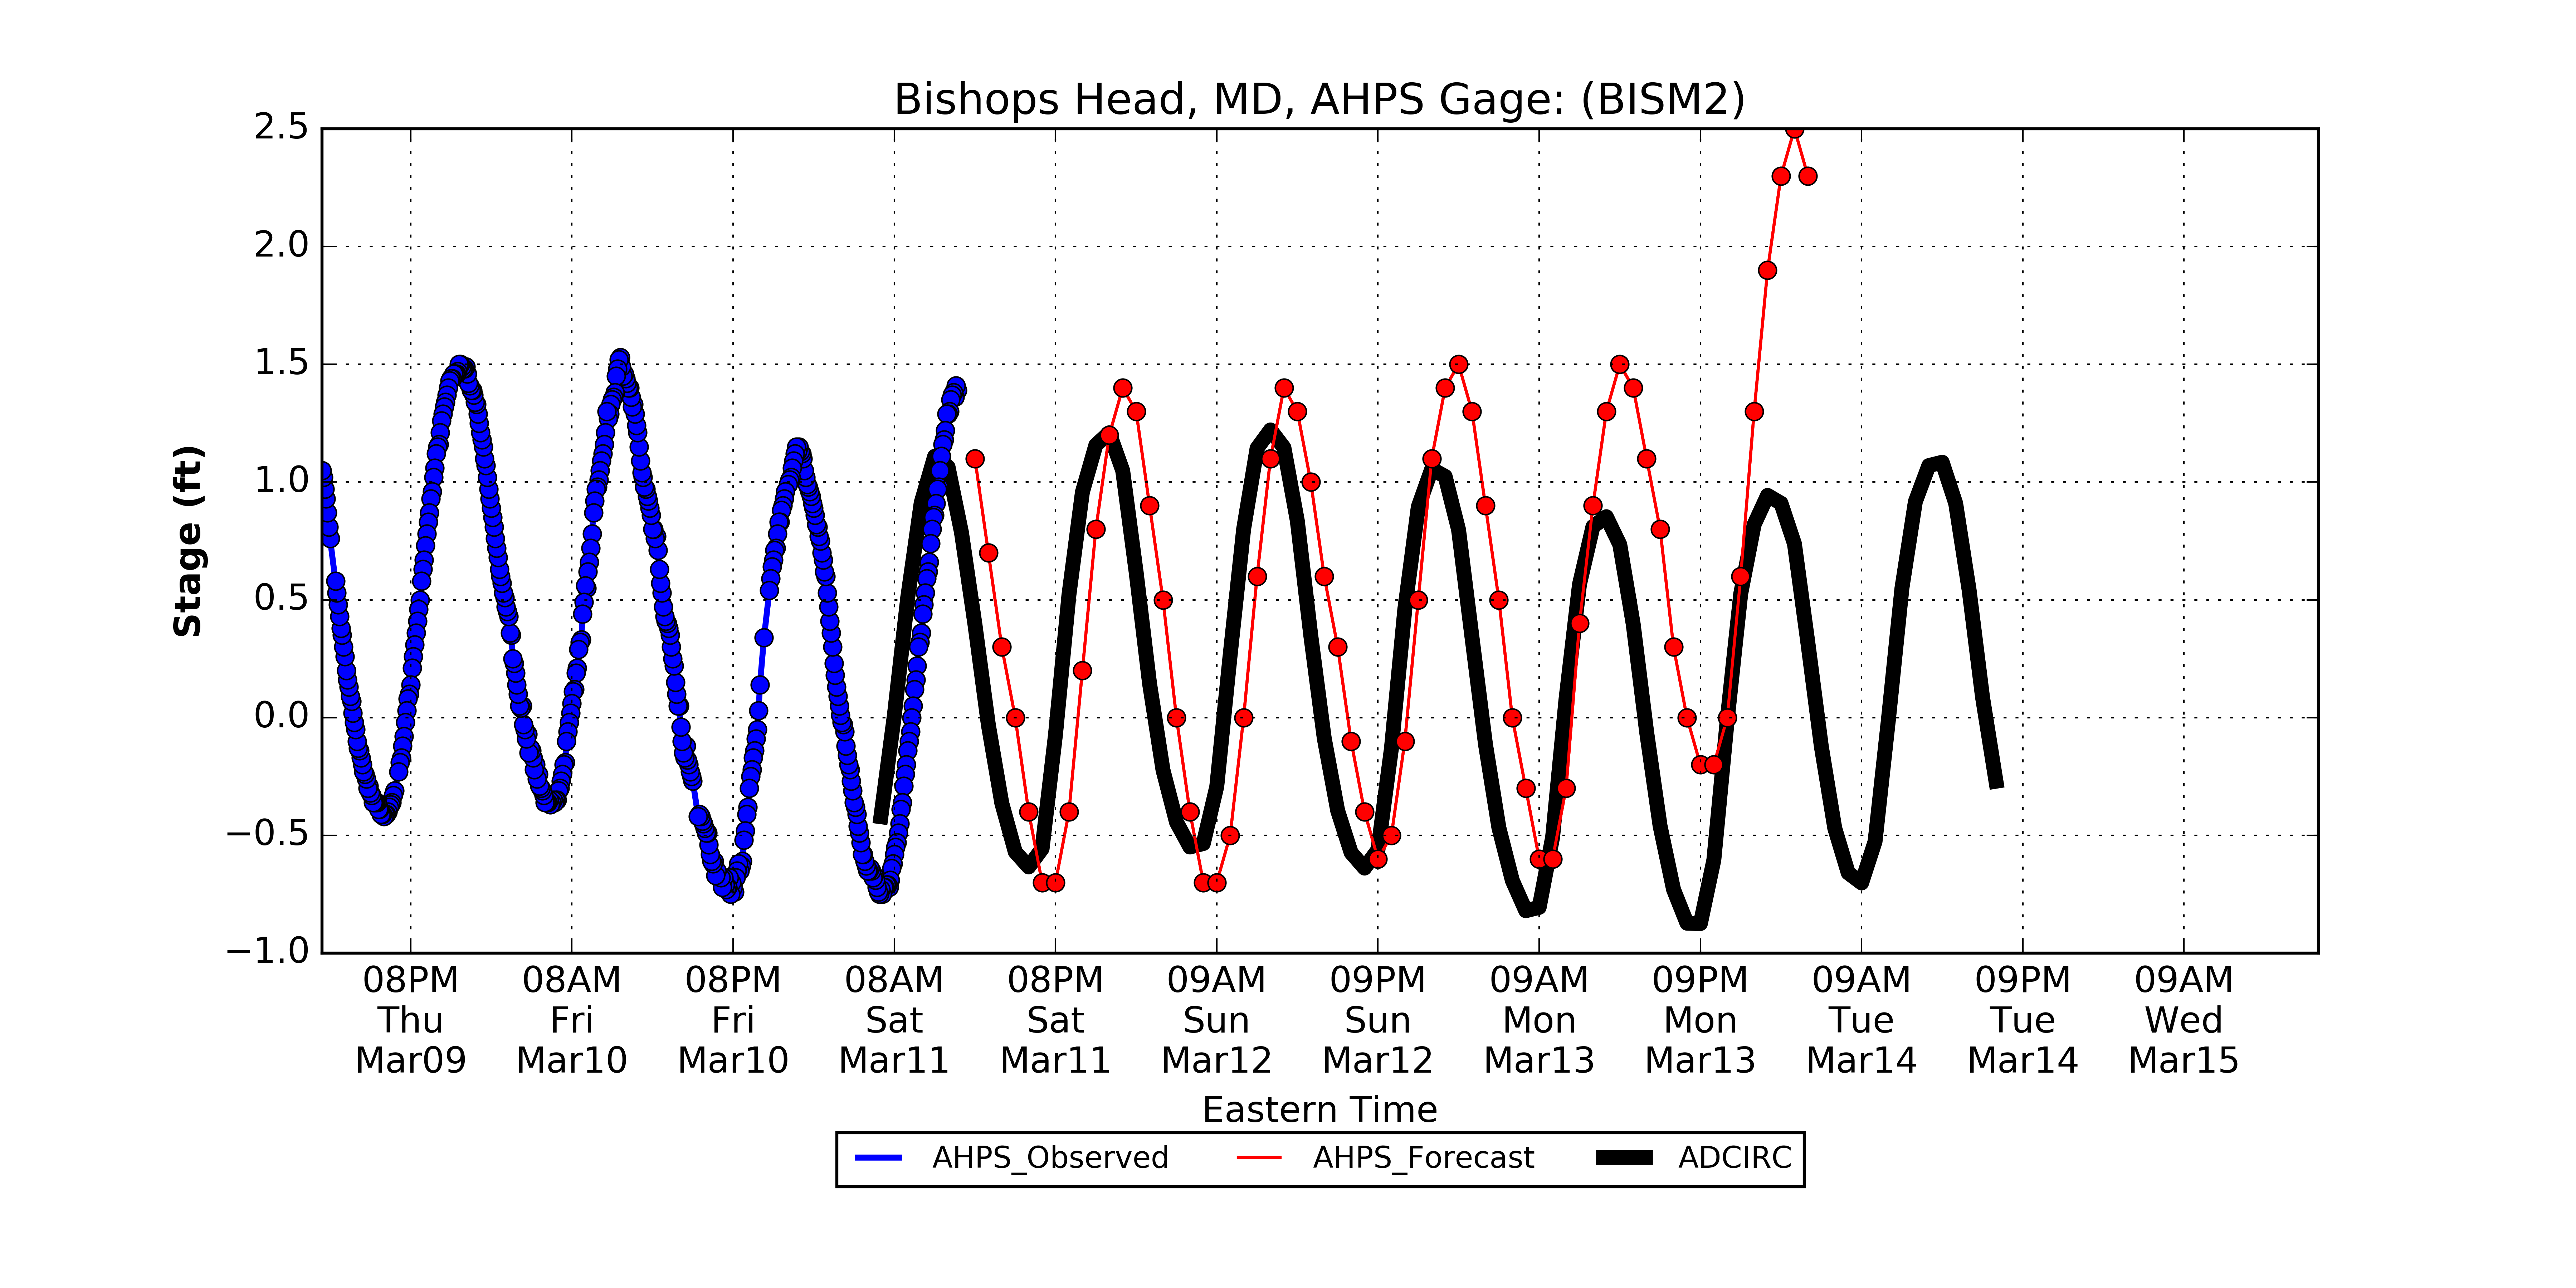 Bishops Head, MD, AHPS Gage: (BISM2)
2.5
2.0
1.5
1.0
0.5
0.0
−0.5
−1.0
Stage (ft)
08PM 08AM 08PM 08AM 08PM 09AM 09PM 09AM 09PM 09AM 09PM 09AM
Thu Fri Fri Sat Sat Sun Sun Mon Mon Tue Tue Wed
Mar09 Mar10 Mar10 Mar11 Mar11 Mar12 Mar12 Mar13 Mar13 Mar14 Mar14 Mar15
Eastern Time
AHPS_Observed AHPS_Forecast ADCIRC